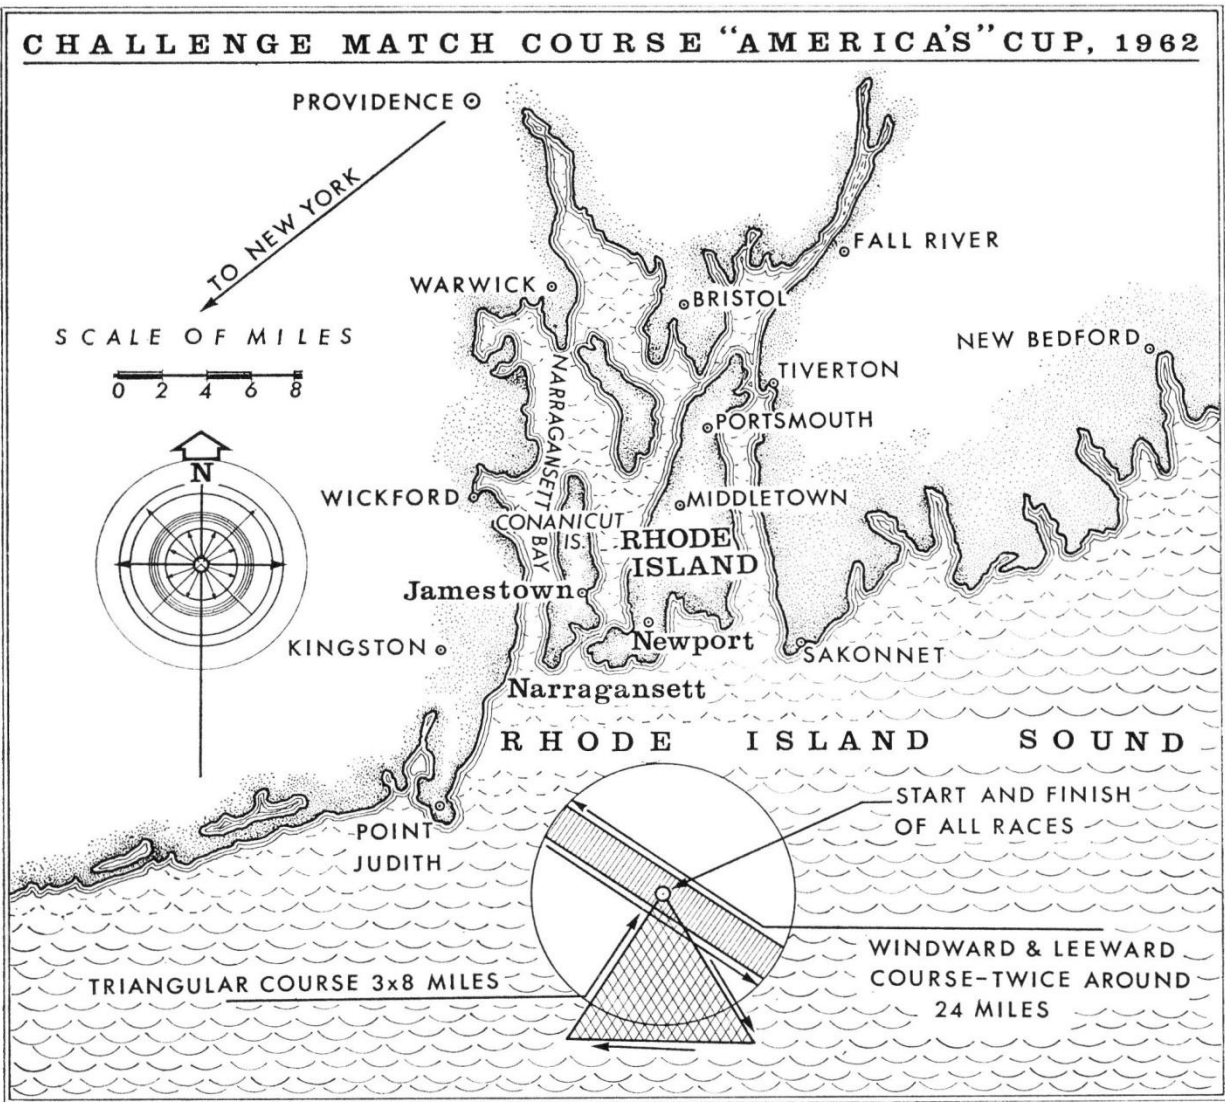 CHALLENGE MATCH COURSE "AMERICA'S" CUP, 1962
PROVIDENCE
TO NEW YORK
FALL RIVER
WARWICK
BRISTOL
SCALE OF MILES
0 2 4 6 8
NEW BEDFORD
TIVERTON
NARRAGANSETT BAY
PORTSMOUTH
N
WICKFORD
MIDDLETOWN
CONANICUT
IS.
RHODE
ISLAND
Jamestown
Newport
KINGSTON
SAKONNET
Narragansett
RHODE ISLAND SOUND
START AND FINISH
OF ALL RACES
POINT
JUDITH
WINDWARD & LEEWARD
COURSE-TWICE AROUND
24 MILES
TRIANGULAR COURSE 3x8 MILES